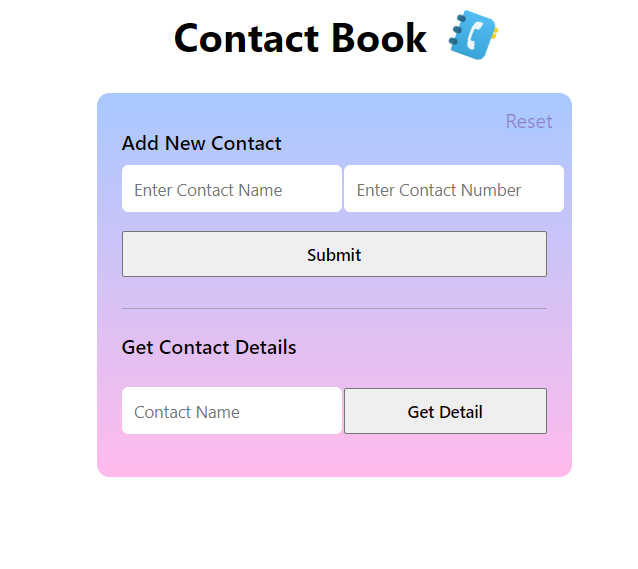 Contact Book
Reset
Add New Contact
Enter Contact Name Enter Contact Number
Submit
Get Contact Details
Contact Name Get Detail